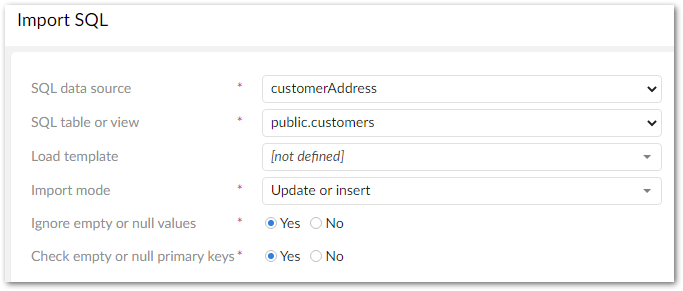 Import SQL
SQL data source * customerAddress
SQL table or view * public.customers
Load template [not defined]
Import mode * Update or insert
Ignore empty or null values * Yes No
Check empty or null primary keys * Yes No